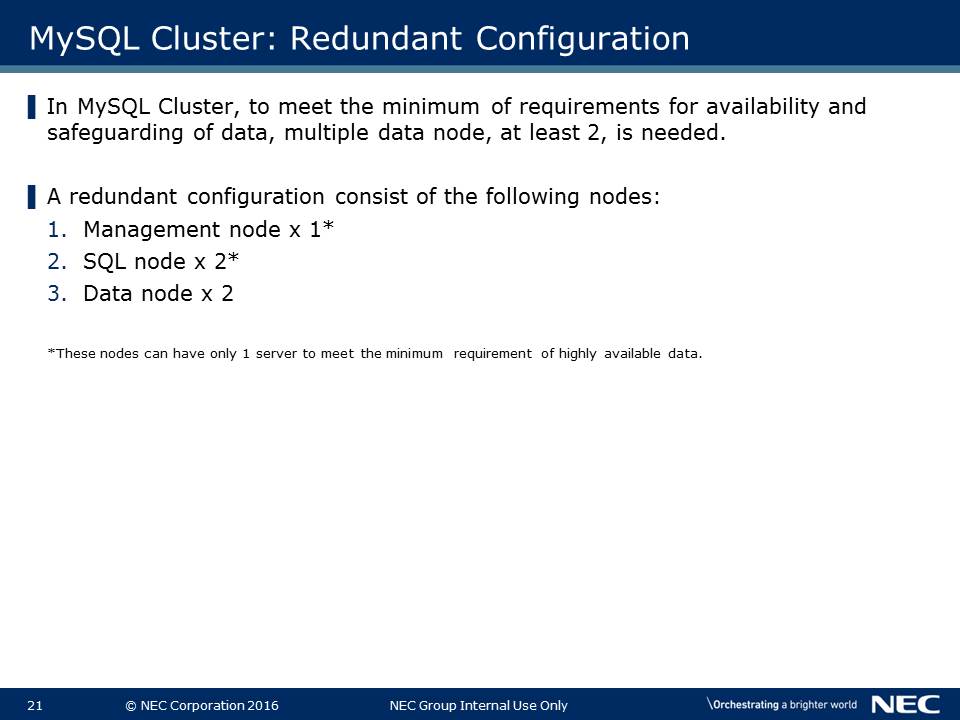 MySQL Cluster: Redundant Configuration
In MySQL Cluster, to meet the minimum of requirements for availability and
safeguarding of data, multiple data node, at least 2, is needed.
A redundant configuration consist of the following nodes:
1. Management node x 1*
2. SQL node x 2*
3. Data node x 2
*These nodes can have only 1 server to meet the minimum requirement of highly available data.
21 © NEC Corporation 2016 NEC Group Internal Use Only \Orchestrating a brighter world NEC